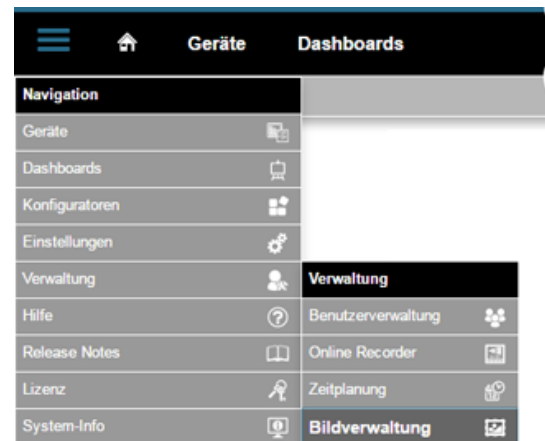 Geräte Dashboards
Navigation
Geräte
Dashboards
Konfiguratoren
Einstellungen
Verwaltung
Hilfe
Release Notes
Lizenz
System-Info
Verwaltung
Benutzerverwaltung
Online Recorder
Zeitplanung
Bildverwaltung